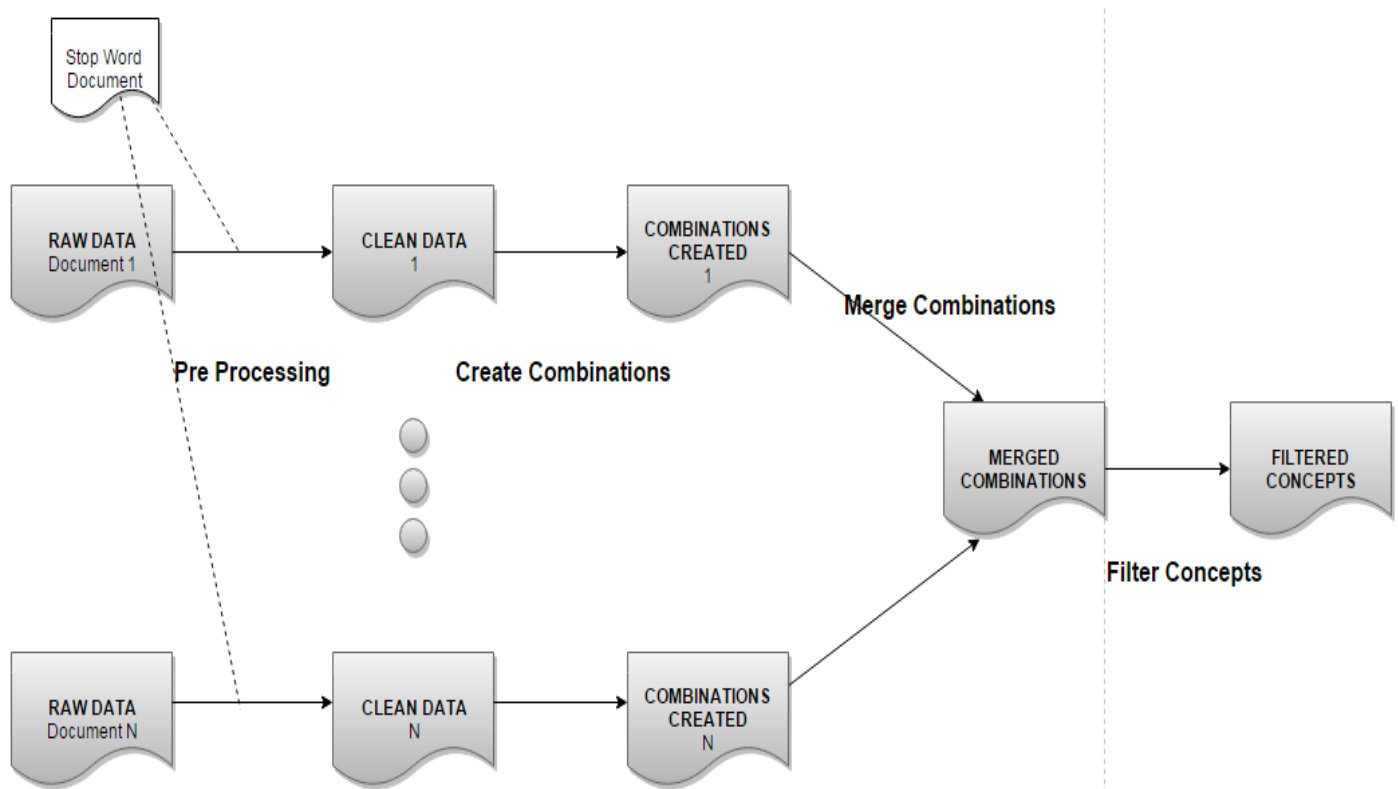 Stop Word
Document
RAW DATA
Document 1
CLEAN DATA
1
COMBINATIONS
CREATED
1
Merge Combinations
Pre Processing
Create Combinations
MERGED
COMBINATIONS
FILTERED
CONCEPTS
Filter Concepts
RAW DATA
Document N
CLEAN DATA
N
COMBINATIONS
CREATED
N